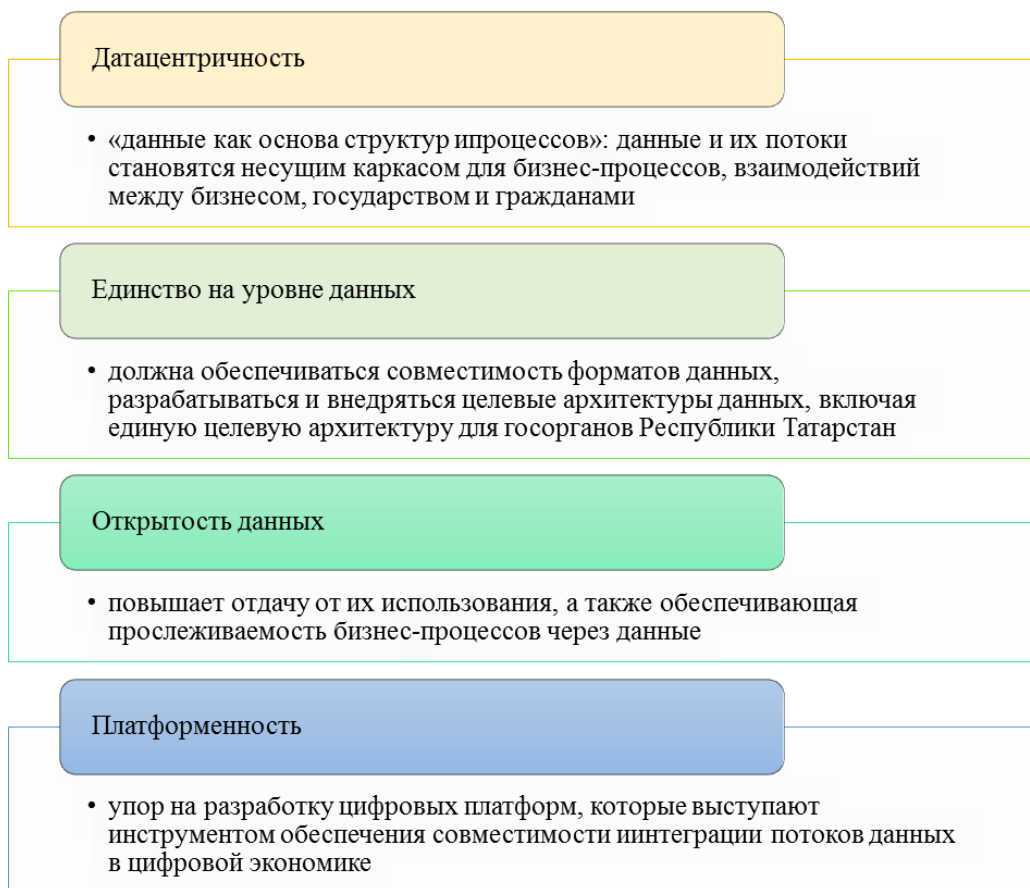 Датацентричность
• «данные как основа структур ипроцессов»: данные и их потоки
становятся несущим каркасом для бизнес-процессов, взаимодействий
между бизнесом, государством и гражданами
Единство на уровне данных
• должна обеспечиваться совместимость форматов данных,
разрабатываться и внедряться целевые архитектуры данных, включая
единую целевую архитектуру для госорганов Республики Татарстан
Открытость данных
• повышает отдачу от их использования, а также обеспечивающая
прослеживаемость бизнес-процессов через данные
Платформенность
• упор на разработку цифровых платформ, которые выступают
инструментом обеспечения совместимости иинтеграции потоков данных
в цифровой экономике